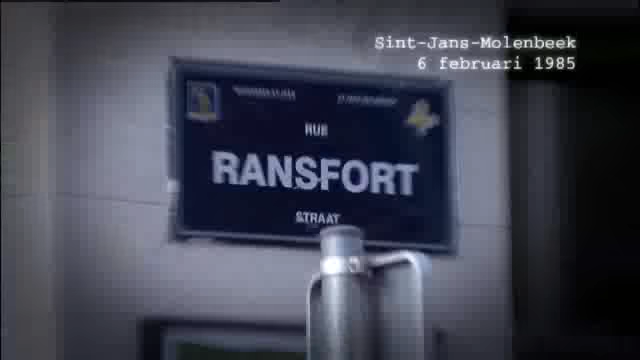 Sint-Jans-Molenbeek
6 februari 1985
RUE
RANSFORT
STRAAT